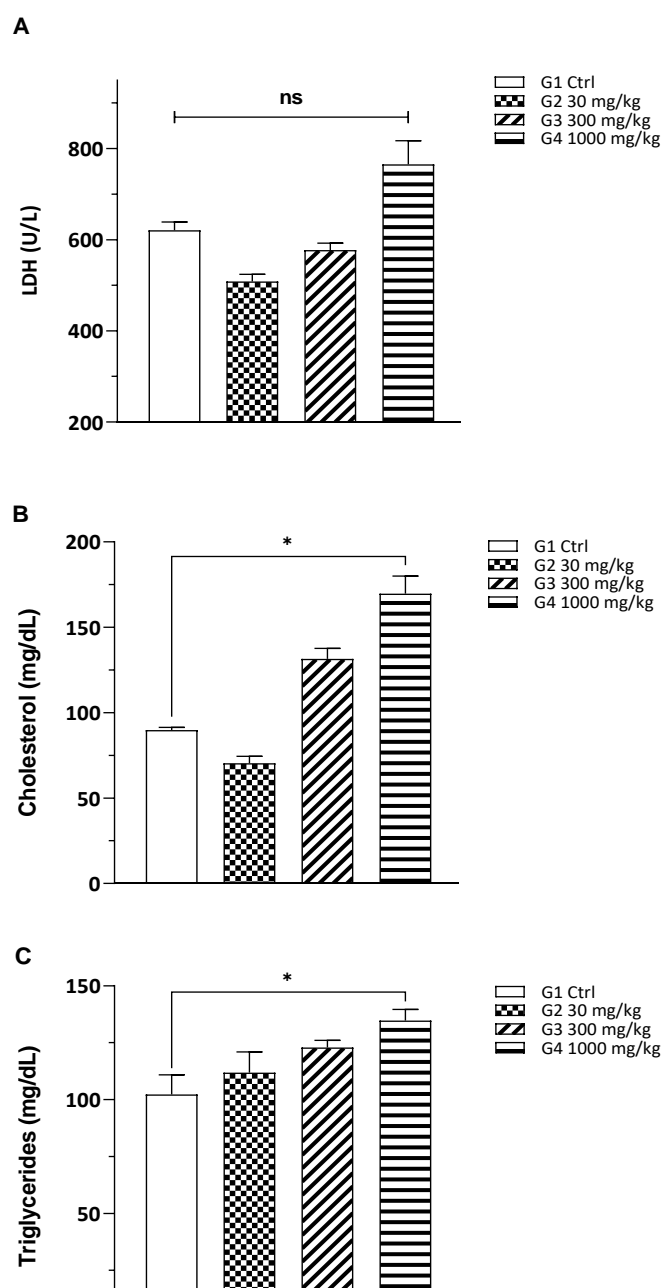 A
ns
G1 Ctrl
G2 30 mg/kg
G3 300 mg/kg
G4 1000 mg/kg
800
600
400
200
LDH (U/L)
B
*
G1 Ctrl
G2 30 mg/kg
G3 300 mg/kg
G4 1000 mg/kg
200
150
100
50
0
Cholesterol (mg/dL)
C
*
G1 Ctrl
G2 30 mg/kg
G3 300 mg/kg
G4 1000 mg/kg
150
100
50
Triglycerides (mg/dL)